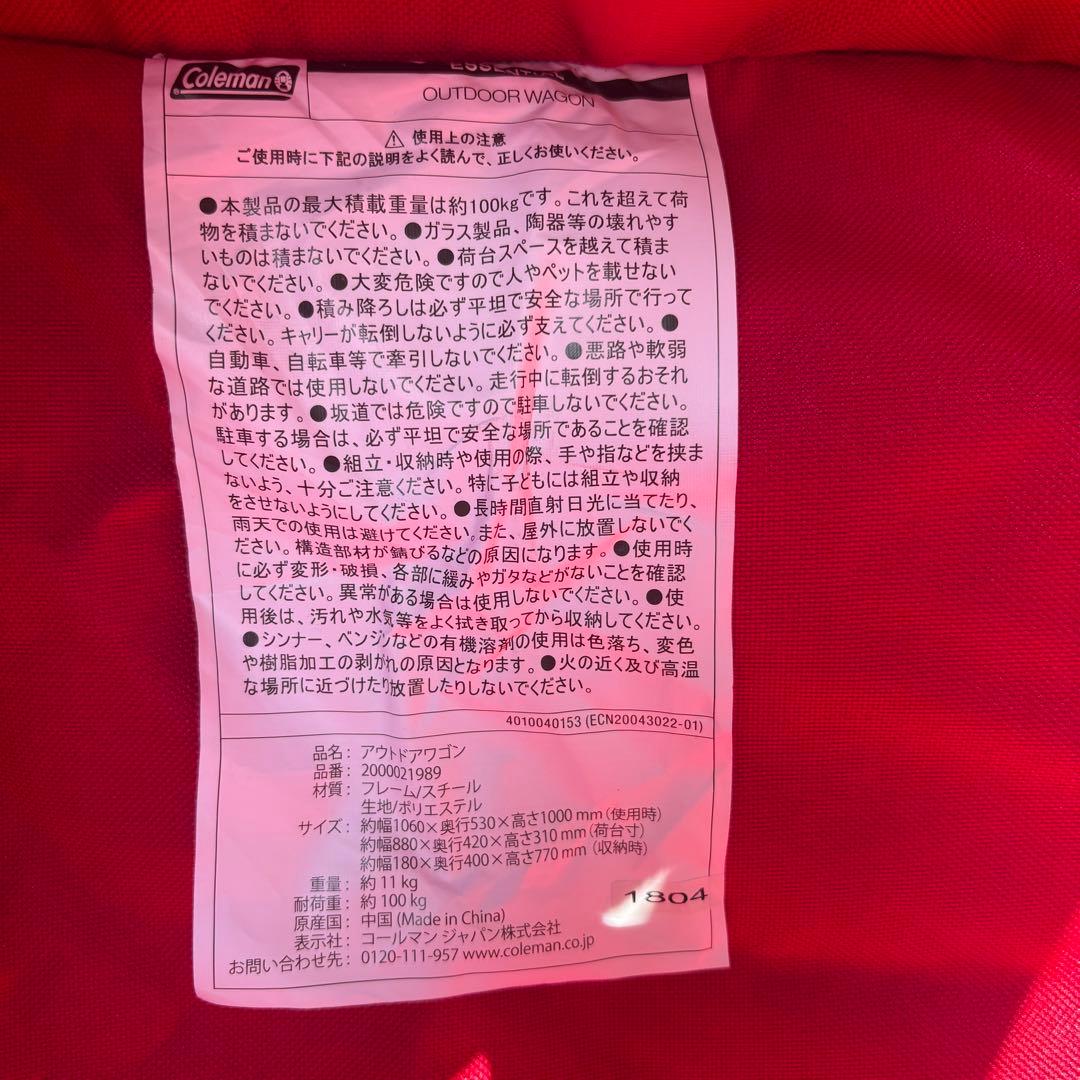 Coleman
ESSENTIAL
OUTDOOR WAGON
⚠ 使用上の注意
ご使用時に下記の説明をよく読んで、正しくお使いください。
●本製品の最大積載重量は約100kgです。これを超えて荷
物を積まないでください。●ガラス製品、陶器等の壊れやす
いものは積まないでください。●荷台スペースを越えて積ま
ないでください。●大変危険ですので人やペットを載せない
でください。●積み降ろしは必ず平坦で安全な場所で行って
ください。キャリーが転倒しないように必ず支えてください。●
自動車、自転車等で牽引しないでください。●悪路や軟弱
な道路では使用しないでください。走行中に転倒するおそれ
があります。●坂道では危険ですので駐車しないでください。
駐車する場合は、必ず平坦で安全な場所であることを確認
してください。●組立・収納時や使用の際、手や指などを挟ま
ないよう、十分ご注意ください。特に子どもには組立や収納
をさせないようにしてください。●長時間直射日光に当てたり、
雨天での使用は避けてください。また、屋外に放置しないでく
ださい。構造部材が錆びるなどの原因になります。●使用時
に必ず変形・破損、各部に緩みやガタなどがないことを確認
してください。異常がある場合は使用しないでください。●使
用後は、汚れや水気等をよく拭き取ってから収納してください。
●シンナー、ベンジンなどの有機溶剤の使用は色落ち、変色
や樹脂加工の剥がれの原因となります。●火の近く及び高温
な場所に近づけたり放置したりしないでください。
4010040153 (ECN20043022-01)
品名： アウトドアワゴン
品番： 2000021989
材質： フレーム/スチール
生地/ポリエステル
サイズ： 約幅1060×奥行530×高さ1000 mm（使用時）
約幅880×奥行420×高さ310 mm（荷台寸）
約幅180×奥行400×高さ770 mm （収納時）
重量： 約 11 kg
耐荷重： 約 100 kg
1804
原産国： 中国 (Made in China)
表示社： コールマン ジャパン株式会社
お問い合わせ先： 0120-111-957 www.coleman.co.jp